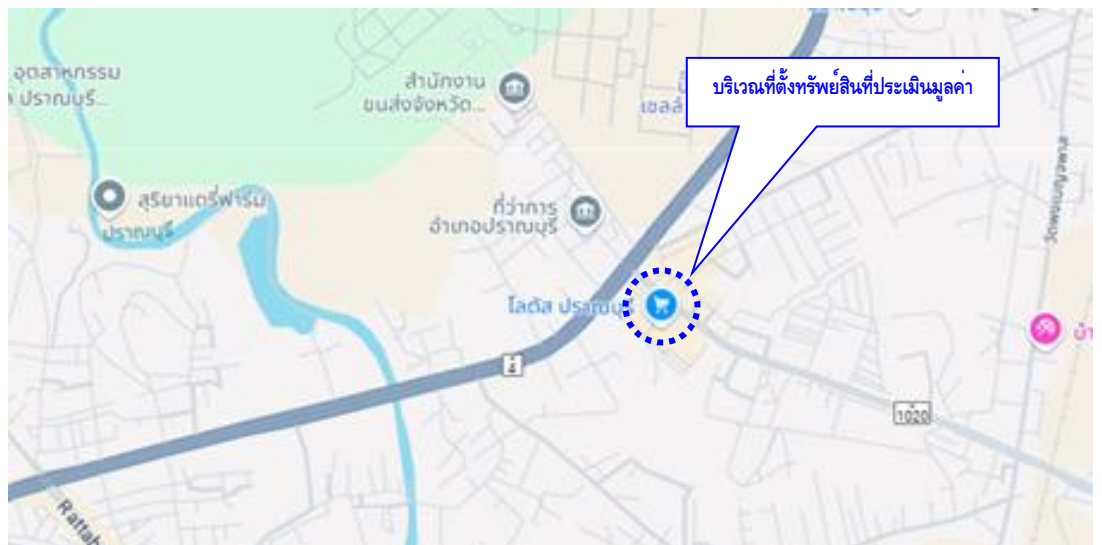 อุตสาหกรรม
ปราณบุรี...
สำนักงาน
ขนส่งจังหวัด...
บริเวณที่ตั้งทรัพย์สินที่ประเมินมูลค่า
สุริยาแดรี่ฟาร์ม
ปราณบุรี
ที่ว่าการ
อำเภอปราณบุรี
โลตัส ปราณบุรี
4
1020